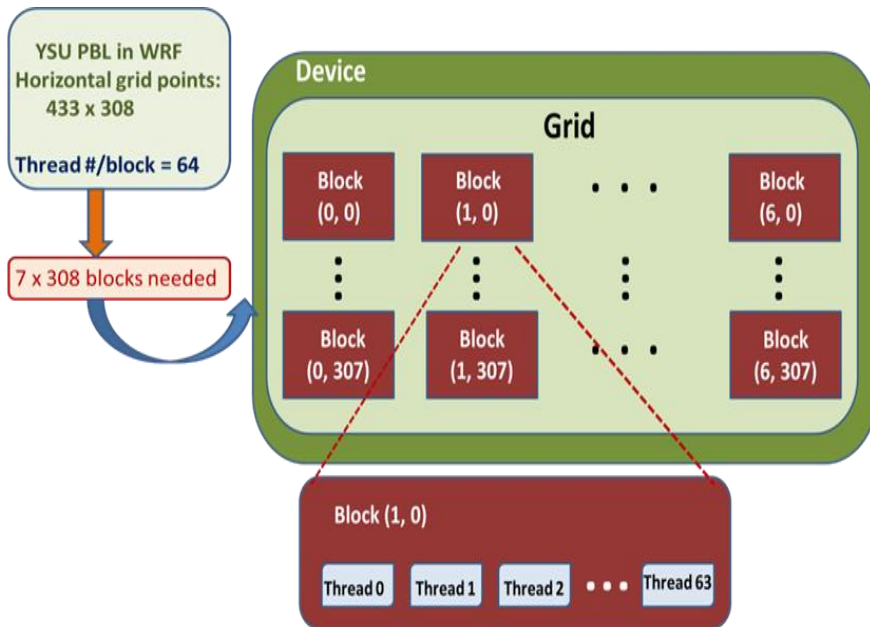 YSU PBL in WRF
Horizontal grid points:
433 x 308
Thread #/block = 64
7 x 308 blocks needed
Device
Grid
Block
(0, 0)
Block
(1, 0)
. . .
Block
(6, 0)
Block
(0, 307)
Block
(1, 307)
. . .
Block
(6, 307)
Block (1, 0)
Thread 0
Thread 1
Thread 2
...
Thread 63